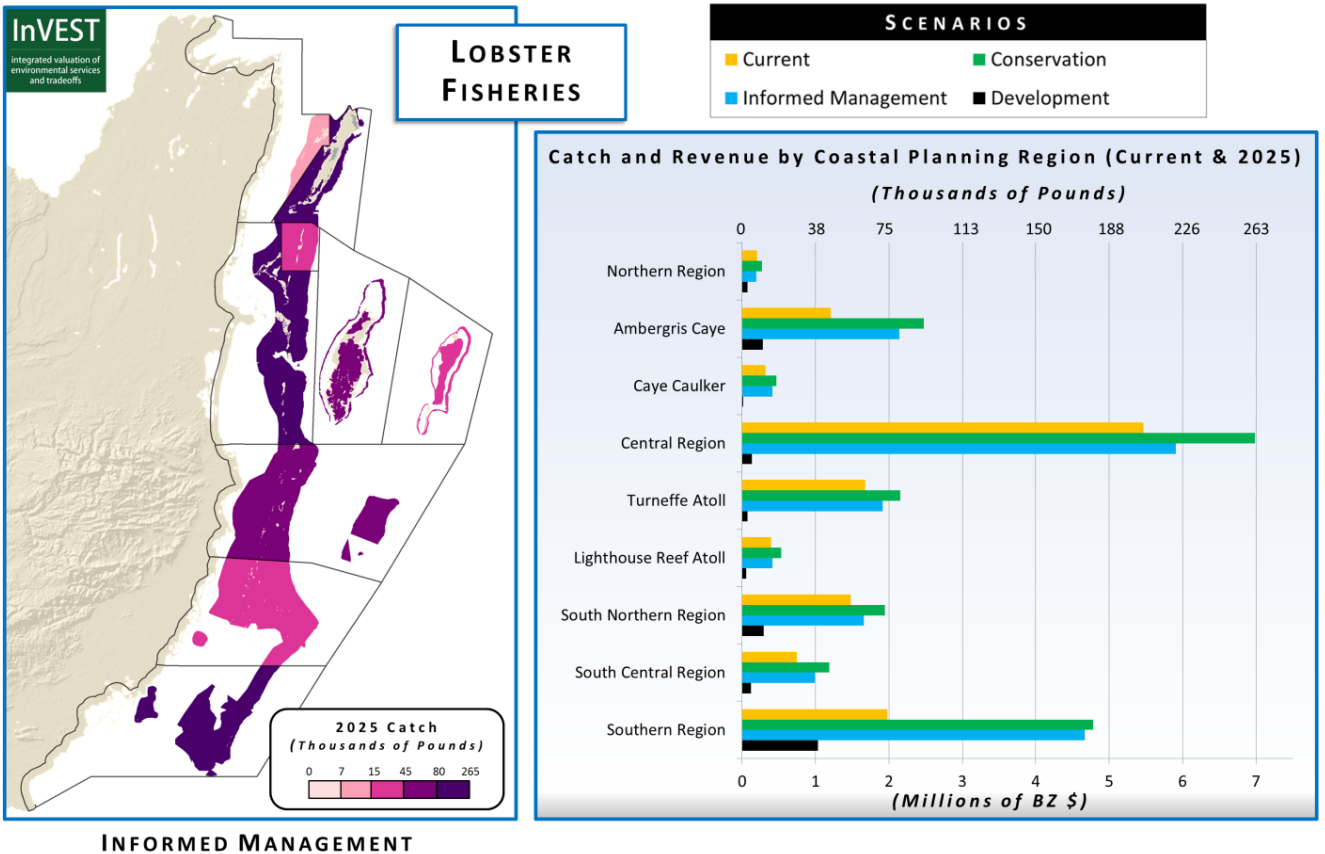 InVEST
integrated valuation of
environmental services
and tradeoffs
LOBSTER
FISHERIES
2025 Catch
(Thousands of Pounds)
0 7 15 45 80 265
INFORMED MANAGEMENT
SCENARIOS
Current
Conservation
Informed Management
Development
Catch and Revenue by Coastal Planning Region (Current & 2025)
(Thousands of Pounds)
0 38 75 113 150 188 226 263
Northern Region
Ambergris Caye
Caye Caulker
Central Region
Turneffe Atoll
Lighthouse Reef Atoll
South Northern Region
South Central Region
Southern Region
0 1 2 3 4 5 6 7
(Millions of BZ $)